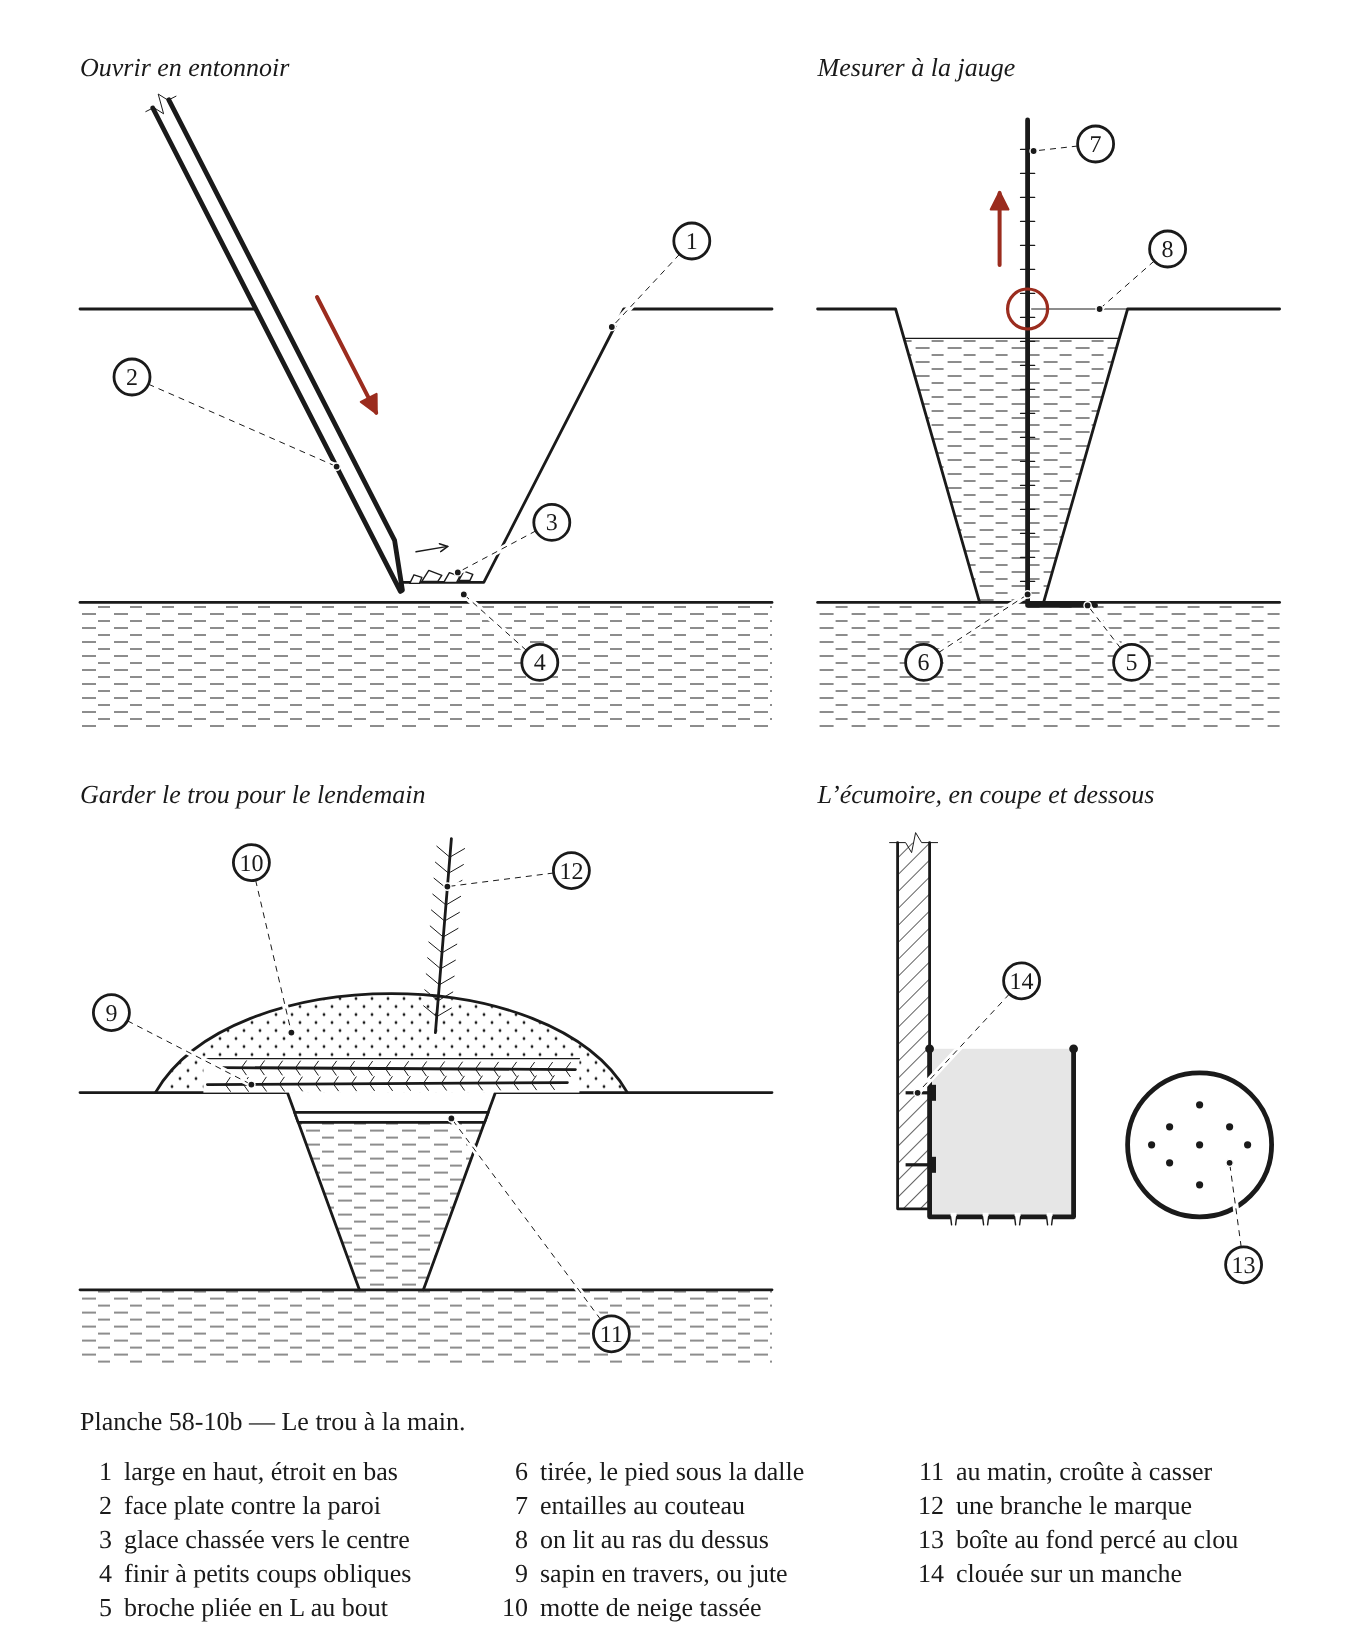 Ouvrir en entonnoir
Mesurer à la jauge
7
1
8
2
3
4
6
5
Garder le trou pour le lendemain
L’écumoire, en coupe et dessous
10
12
14
9
13
11
Planche 58-10b — Le trou à la main.
1 large en haut, étroit en bas
2 face plate contre la paroi
3 glace chassée vers le centre
4 finir à petits coups obliques
5 broche pliée en L au bout
6 tirée, le pied sous la dalle
7 entailles au couteau
8 on lit au ras du dessus
9 sapin en travers, ou jute
10 motte de neige tassée
11 au matin, croûte à casser
12 une branche le marque
13 boîte au fond percé au clou
14 clouée sur un manche